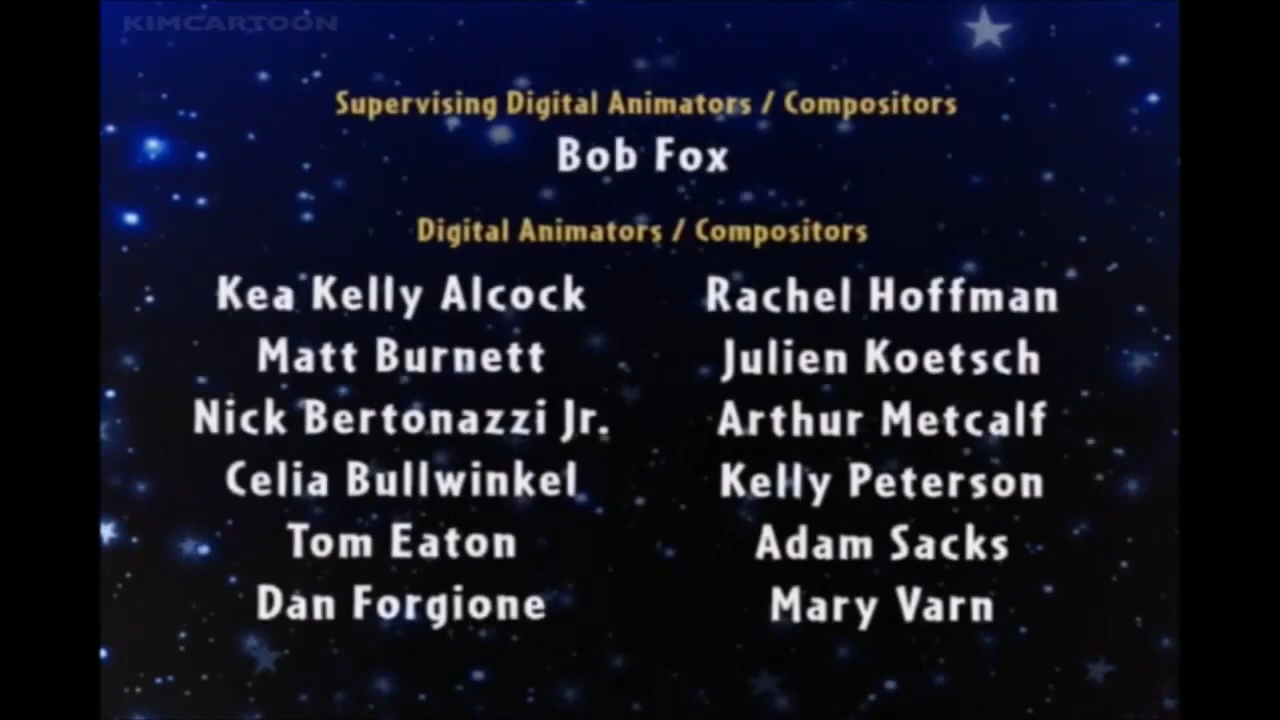 KIMCARTOON
Supervising Digital Animators / Compositors
Bob Fox
Digital Animators / Compositors
Kea Kelly Alcock
Rachel Hoffman
Matt Burnett
Julien Koetsch
Nick Bertonazzi Jr.
Arthur Metcalf
Celia Bullwinkel
Kelly Peterson
Tom Eaton
Adam Sacks
Dan Forgione
Mary Varn